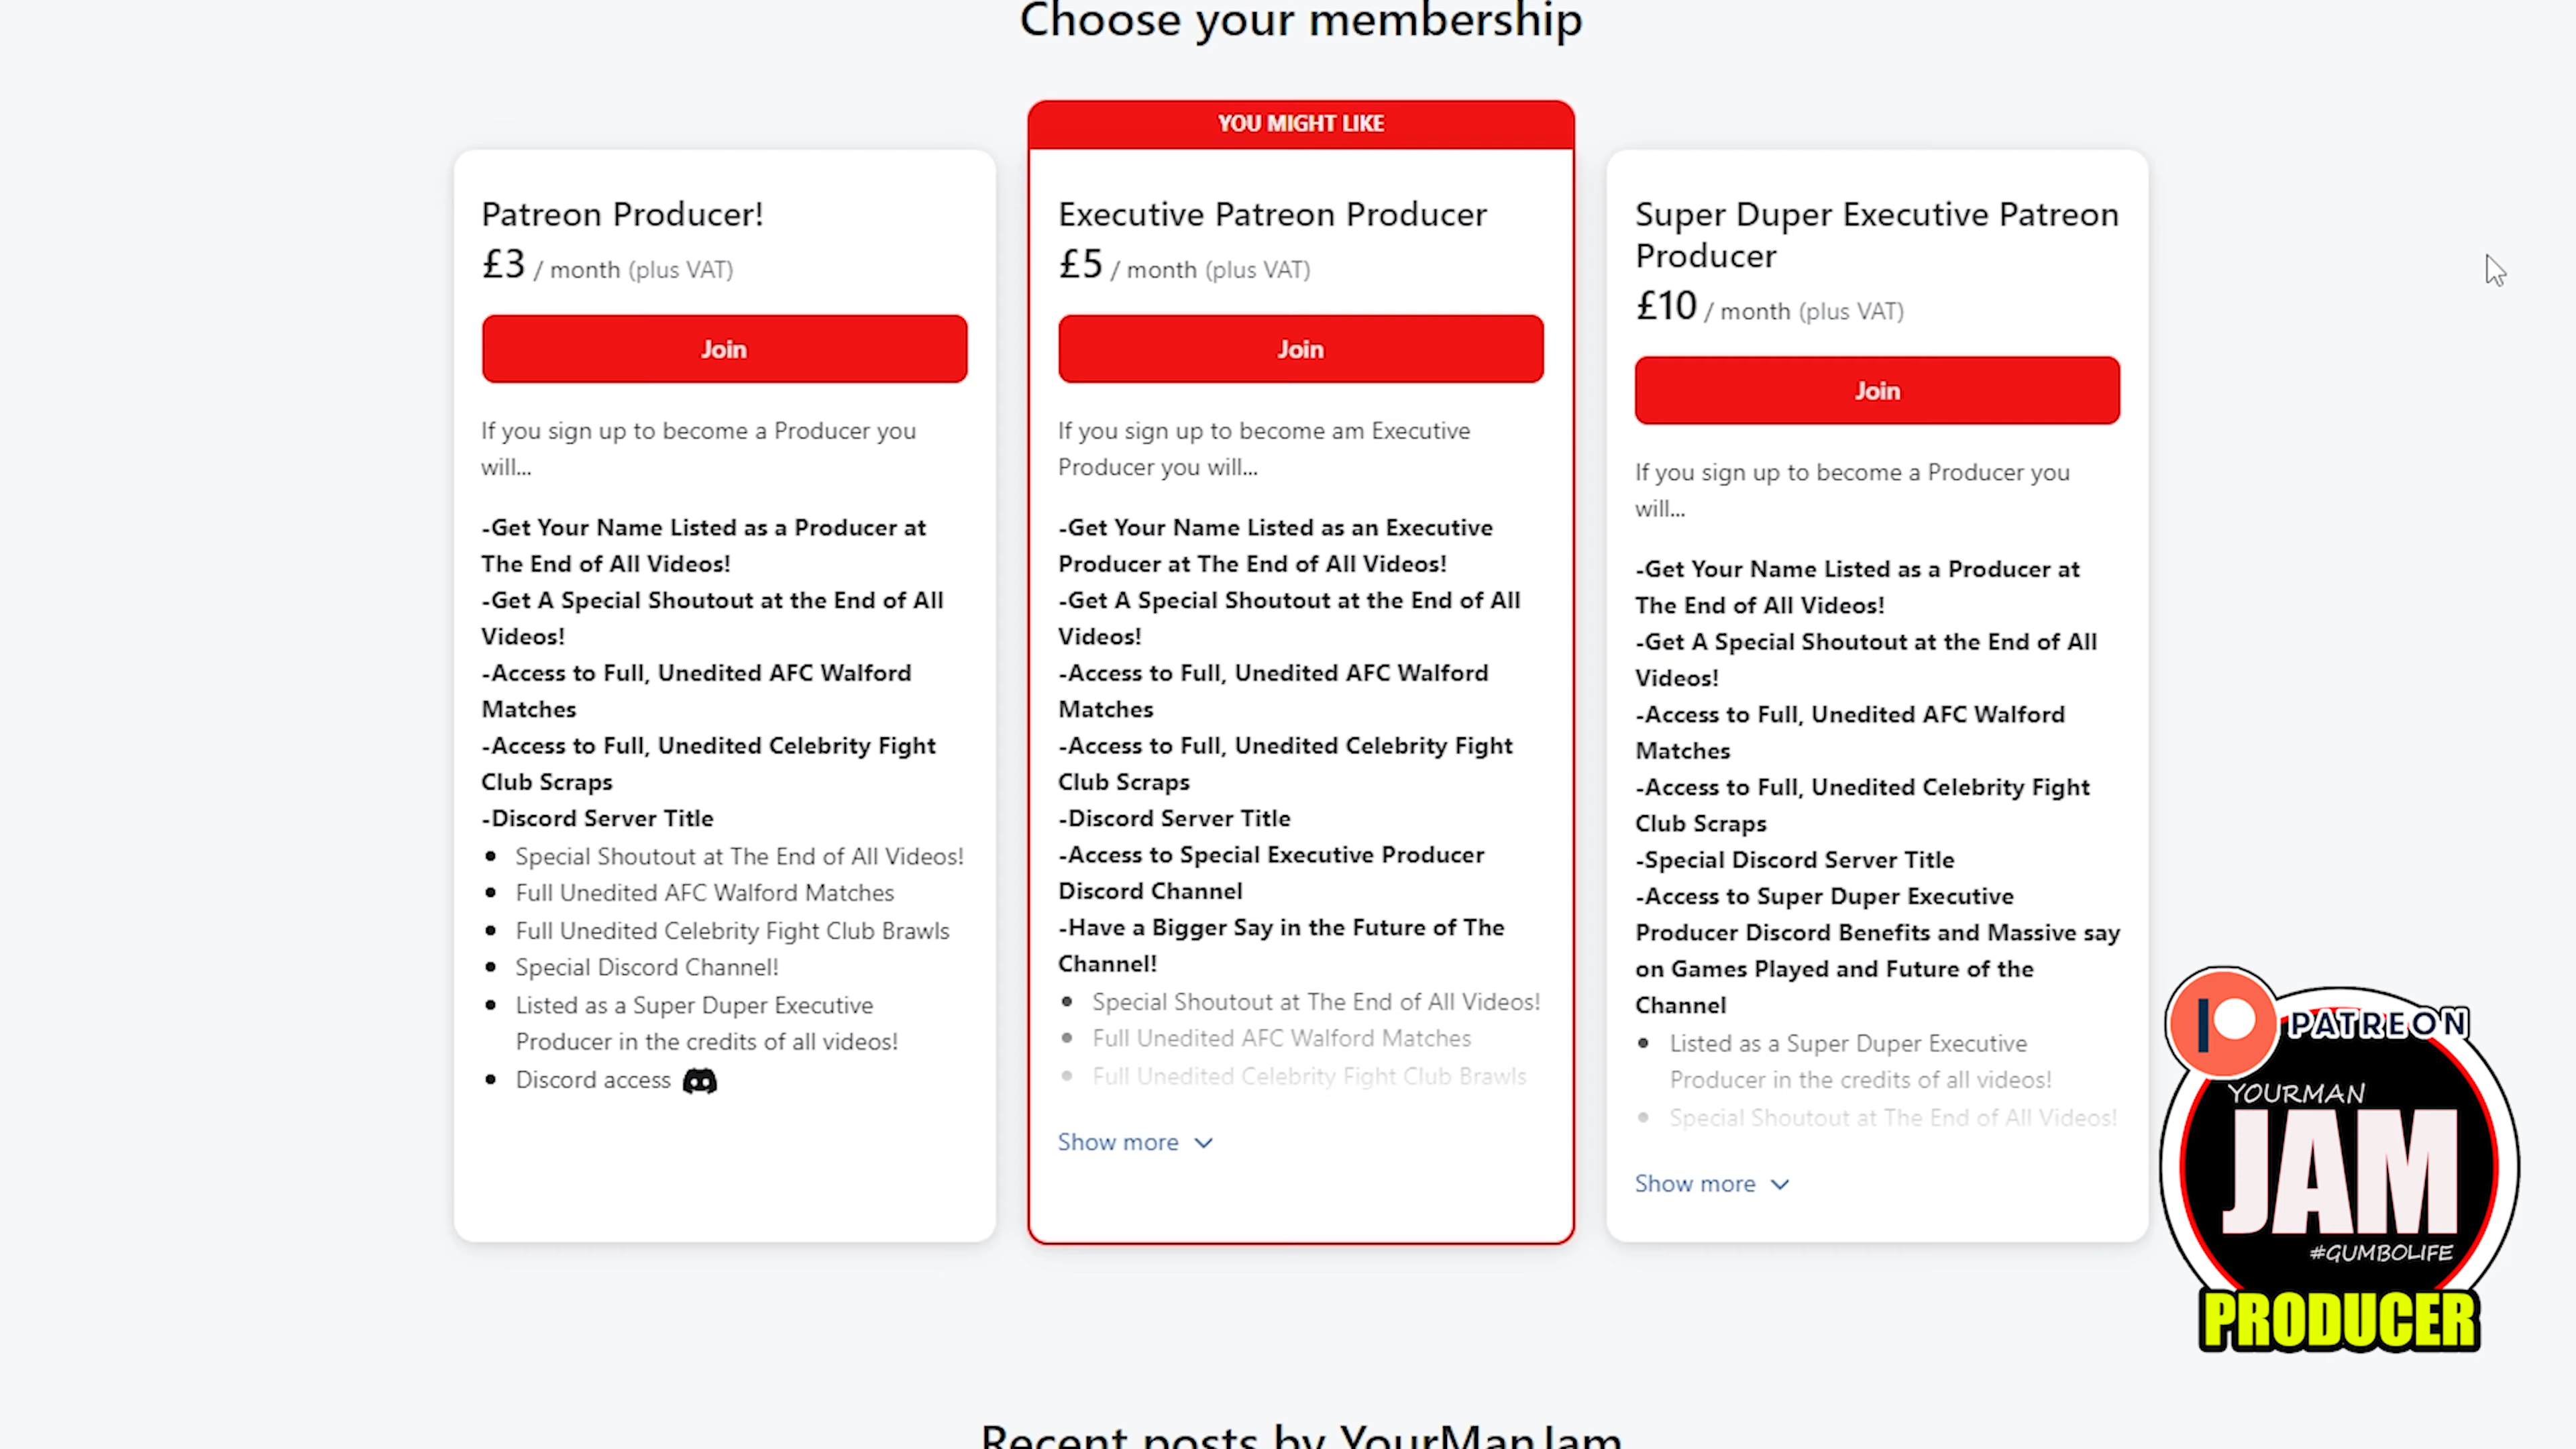 Choose your membership
YOU MIGHT LIKE
Patreon Producer!
£3 / month (plus VAT)
Join
If you sign up to become a Producer you
will...
-Get Your Name Listed as a Producer at
The End of All Videos!
-Get A Special Shoutout at the End of All
Videos!
-Access to Full, Unedited AFC Walford
Matches
-Access to Full, Unedited Celebrity Fight
Club Scraps
-Discord Server Title
Special Shoutout at The End of All Videos!
Full Unedited AFC Walford Matches
Full Unedited Celebrity Fight Club Brawls
Special Discord Channel!
Listed as a Super Duper Executive
Producer in the credits of all videos!
Discord access
Executive Patreon Producer
£5 / month (plus VAT)
Join
If you sign up to become am Executive
Producer you will...
-Get Your Name Listed as an Executive
Producer at The End of All Videos!
-Get A Special Shoutout at the End of All
Videos!
-Access to Full, Unedited AFC Walford
Matches
-Access to Full, Unedited Celebrity Fight
Club Scraps
-Discord Server Title
-Access to Special Executive Producer
Discord Channel
-Have a Bigger Say in the Future of The
Channel!
Special Shoutout at The End of All Videos!
Full Unedited AFC Walford Matches
Full Unedited Celebrity Fight Club Brawls
Show more
Super Duper Executive Patreon
Producer
£10 / month (plus VAT)
Join
If you sign up to become a Producer you
will...
-Get Your Name Listed as a Producer at
The End of All Videos!
-Get A Special Shoutout at the End of All
Videos!
-Access to Full, Unedited AFC Walford
Matches
-Access to Full, Unedited Celebrity Fight
Club Scraps
-Special Discord Server Title
-Access to Super Duper Executive
Producer Discord Benefits and Massive say
on Games Played and Future of the
Channel
Listed as a Super Duper Executive
Producer in the credits of all videos!
Special Shoutout at The End of All Videos!
Show more
PATREON
YOURMAN
JAM
#GUMBOLIFE
PRODUCER
Recent posts by YourManJam